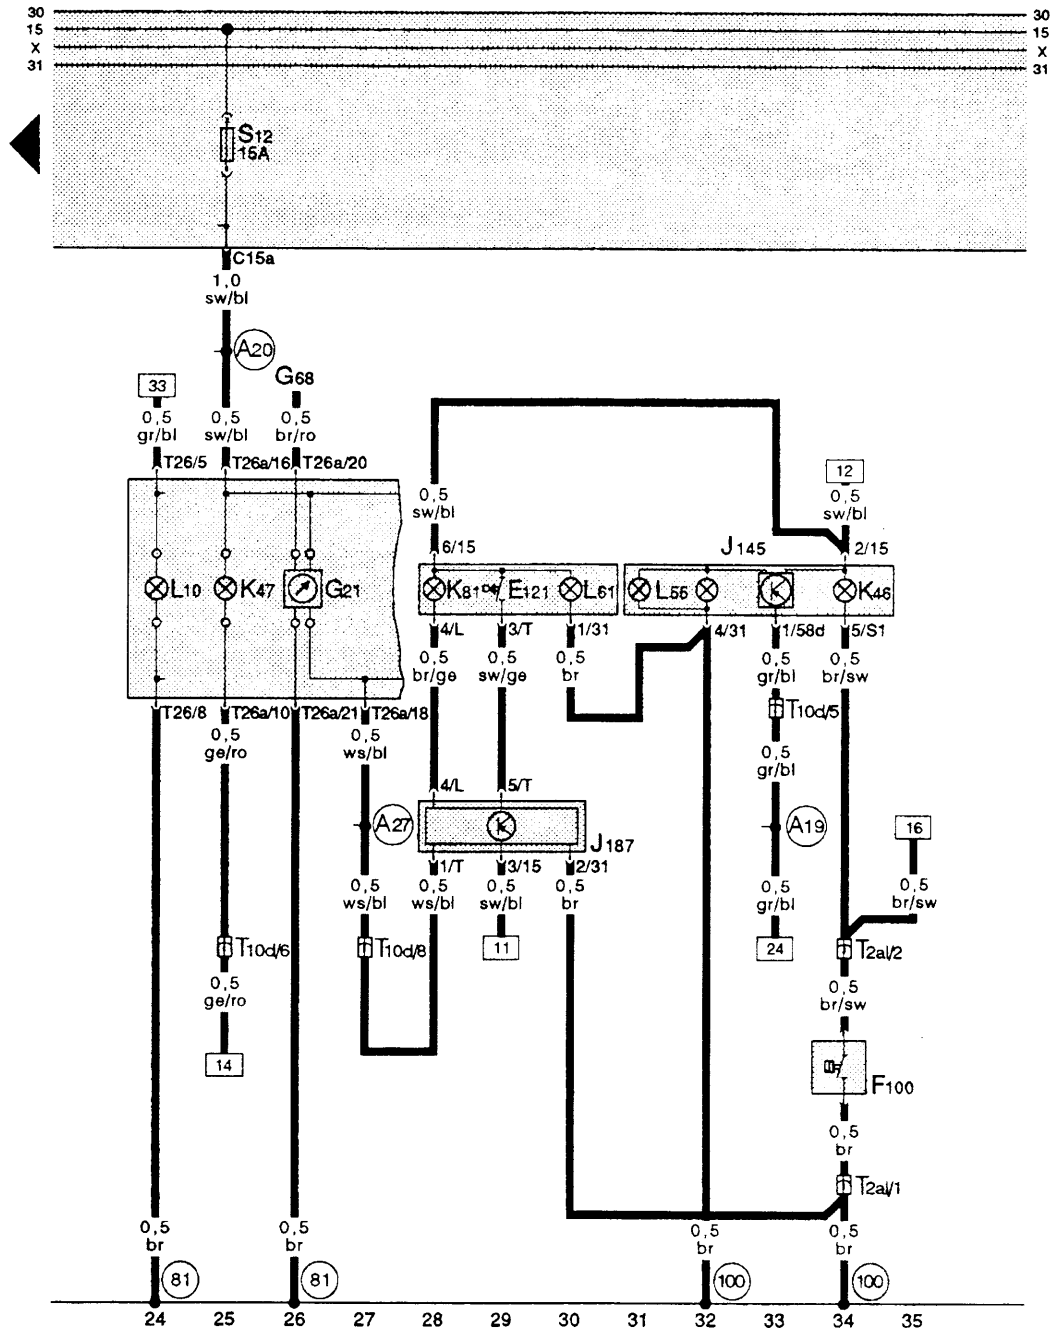 30 30
15 15
X X
31 31
S12
15A
C15a
1,0
sw/bl
A20
33 G68
0,5 0,5 0,5
gr/bl sw/bl br/ro
T26/5 T26a/16 T26a/20
12
0,5 0,5
sw/bl sw/bl
6/15 J145 2/15
L10 K47 G21 K81 E121 L61 L55 K K46
4/L 3/T 1/31 4/31 1/58d 5/S1
0,5 0,5 0,5 0,5 0,5
br/ge sw/ge br gr/bl br/sw
T26/8 T26a/10 T26a/21 T26a/18 T10d/5
0,5 0,5 0,5
ge/ro ws/bl gr/bl
4/L 5/T
A27 K A19 16
J187
1/T 3/15 2/31
0,5 0,5 0,5 0,5 0,5 0,5
ws/bl ws/bl sw/bl br gr/bl br/sw
T10d/6 T10d/8 11 24 T2al/2
0,5 0,5
ge/ro br/sw
14
F100
0,5
br
T2al/1
0,5 0,5 0,5 0,5
br br br br
81 81 100 100
24 25 26 27 28 29 30 31 32 33 34 35